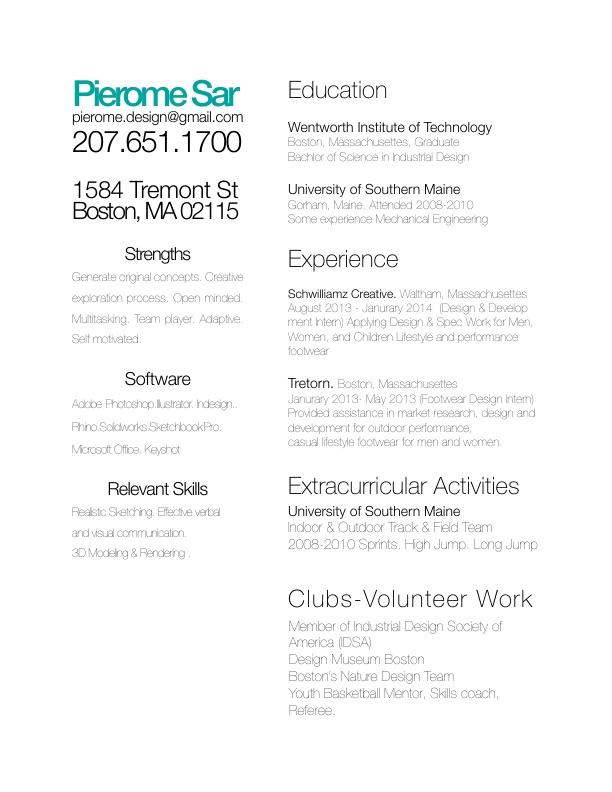 Pierome Sar
pierome.design@gmail.com
207.651.1700
1584 Tremont St
Boston, MA 02115
Strengths
Generate original concepts. Creative
exploration process. Open minded.
Multitasking. Team player. Adaptive.
Self motivated.
Software
Adobe Photoshop.Illustrator. Indesign..
Rhino.Solidworks.SketchbookPro.
Microsoft Office. Keyshot
Relevant Skills
Realistic Sketching. Effective verbal
and visual communication.
3D Modeling & Rendering .
Education
Wentworth Institute of Technology
Boston, Massachusetts, Graduate
Bachlor of Science in Industrial Design
University of Southern Maine
Gorham, Maine. Attended 2008-2010
Some experience Mechanical Engineering
Experience
Schwilliamz Creative. Waltham, Massachusettes
August 2013 - Janurary 2014 (Design & Develop
ment Intern) Applying Design & Spec Work for Men,
Women, and Children Lifestyle and performance
footwear
Tretorn. Boston, Massachusettes
Janurary 2013- May 2013 (Footwear Design Intern)
Provided assistance in market research, design and
development for outdoor performance,
casual lifestyle footwear for men and women.
Extracurricular Activities
University of Southern Maine
Indoor & Outdoor Track & Field Team
2008-2010 Sprints. High Jump. Long Jump
Clubs-Volunteer Work
Member of Industrial Design Society of
America (IDSA)
Design Museum Boston
Boston's Nature Design Team
Youth Basketball Mentor, Skills coach,
Referee.